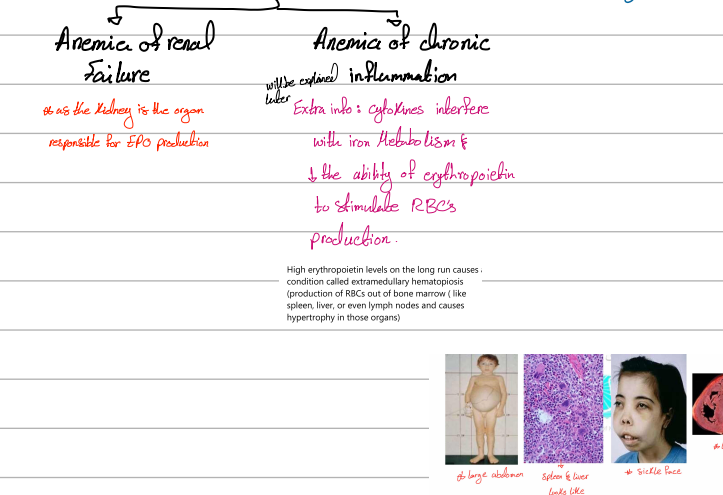 Anemia of renal
Failure
* as the kidney is the organ
responsible for EPO production
Anemia of chronic
will be explained later
inflammation
Extra info: cytokines interfere
with iron Metabolism &
↓ the ability of erythropoietin
to stimulate RBC's
production.
High erythropoietin levels on the long run causes
condition called extramedullary hematopiosis
(production of RBCs out of bone marrow ( like
spleen, liver, or even lymph nodes and causes
hypertrophy in those organs)
* large abdomen
spleen & liver
looks like
* sickle face